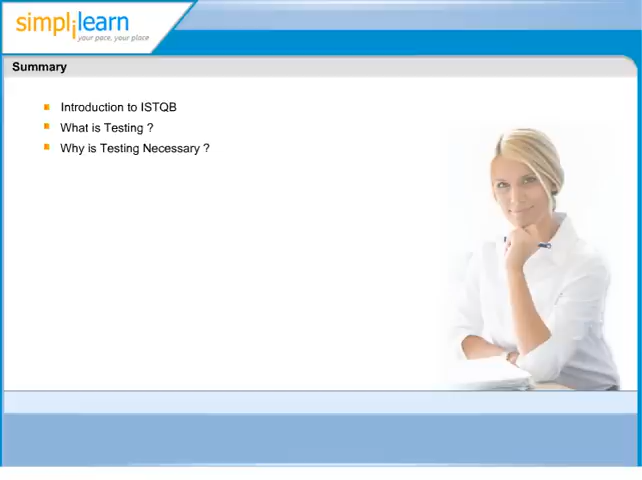 simplilearn
your pace, your place
Summary
Introduction to ISTQB
What is Testing ?
Why is Testing Necessary ?